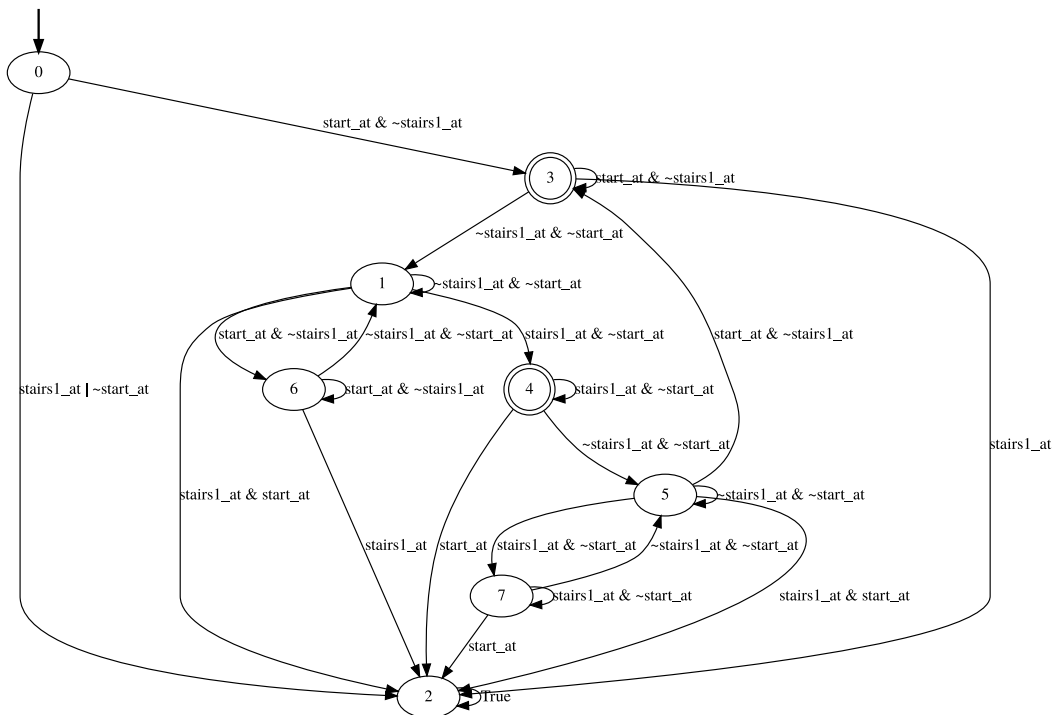 0
start_at & ~stairs1_at
3
start_at & ~stairs1_at
~stairs1_at & ~start_at
1
~stairs1_at & ~start_at
start_at & ~stairs1_at
~stairs1_at & ~start_at
stairs1_at & ~start_at
start_at & ~stairs1_at
6
start_at & ~stairs1_at
4
stairs1_at & ~start_at
stairs1_at | ~start_at
~stairs1_at & ~start_at
stairs1_at
stairs1_at & start_at
5
~stairs1_at & ~start_at
stairs1_at
start_at
stairs1_at & ~start_at
~stairs1_at & ~start_at
7
stairs1_at & ~start_at
stairs1_at & start_at
start_at
2
True